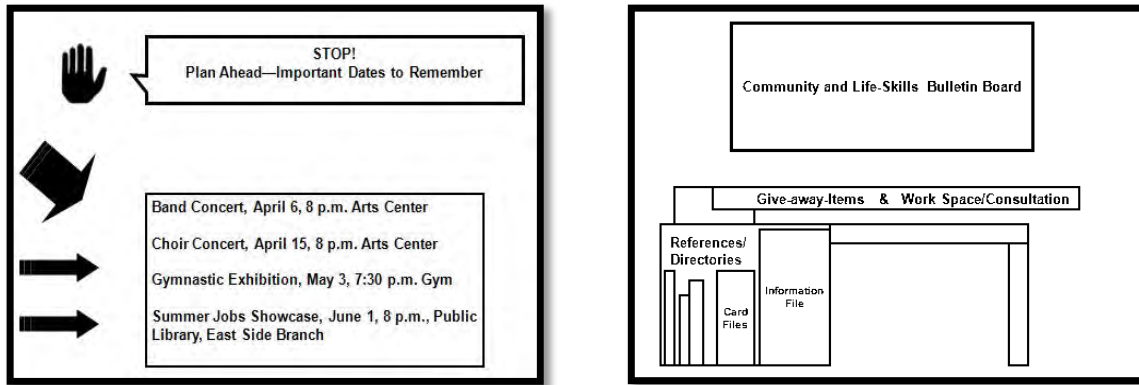 STOP!
Plan Ahead—Important Dates to Remember
Band Concert, April 6, 8 p.m. Arts Center
Choir Concert, April 15, 8 p.m. Arts Center
Gymnastic Exhibition, May 3, 7:30 p.m. Gym
Summer Jobs Showcase, June 1, 8 p.m., Public
Library, East Side Branch
Community and Life-Skills Bulletin Board
Give-away-Items & Work Space/Consultation
References/
Directories
Information
File
Card
Files